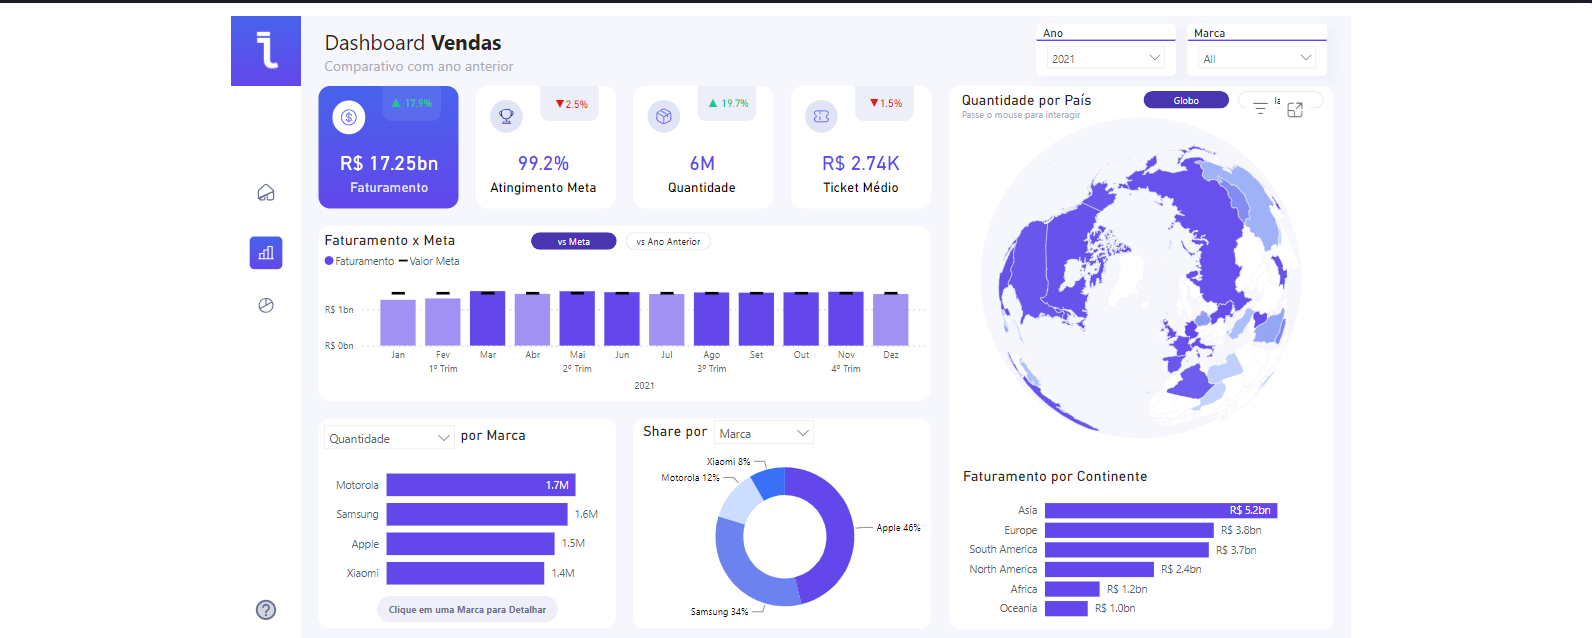 Dashboard Vendas
Comparativo com ano anterior
Ano
2021
Marca
All
▲ 17.9%
R$ 17.25bn
Faturamento
▼2.5%
99.2%
Atingimento Meta
▲ 19.7%
6M
Quantidade
▼1.5%
R$ 2.74K
Ticket Médio
Quantidade por País
Passe o mouse para interagir
Globo
Faturamento x Meta
vs Meta
vs Ano Anterior
Faturamento
Valor Meta
R$ 1bn
R$ 0bn
Jan Fev Mar Abr Mai Jun Jul Ago Set Out Nov Dez
1º Trim 2º Trim 3º Trim 4º Trim
2021
Quantidade
por Marca
Motorola 1.7M
Samsung 1.6M
Apple 1.5M
Xiaomi 1.4M
Clique em uma Marca para Detalhar
Share por
Marca
Xiaomi 8%
Motorola 12%
Apple 46%
Samsung 34%
Faturamento por Continente
Asia R$ 5.2bn
Europe R$ 3.8bn
South America R$ 3.7bn
North America R$ 2.4bn
Africa R$ 1.2bn
Oceania R$ 1.0bn